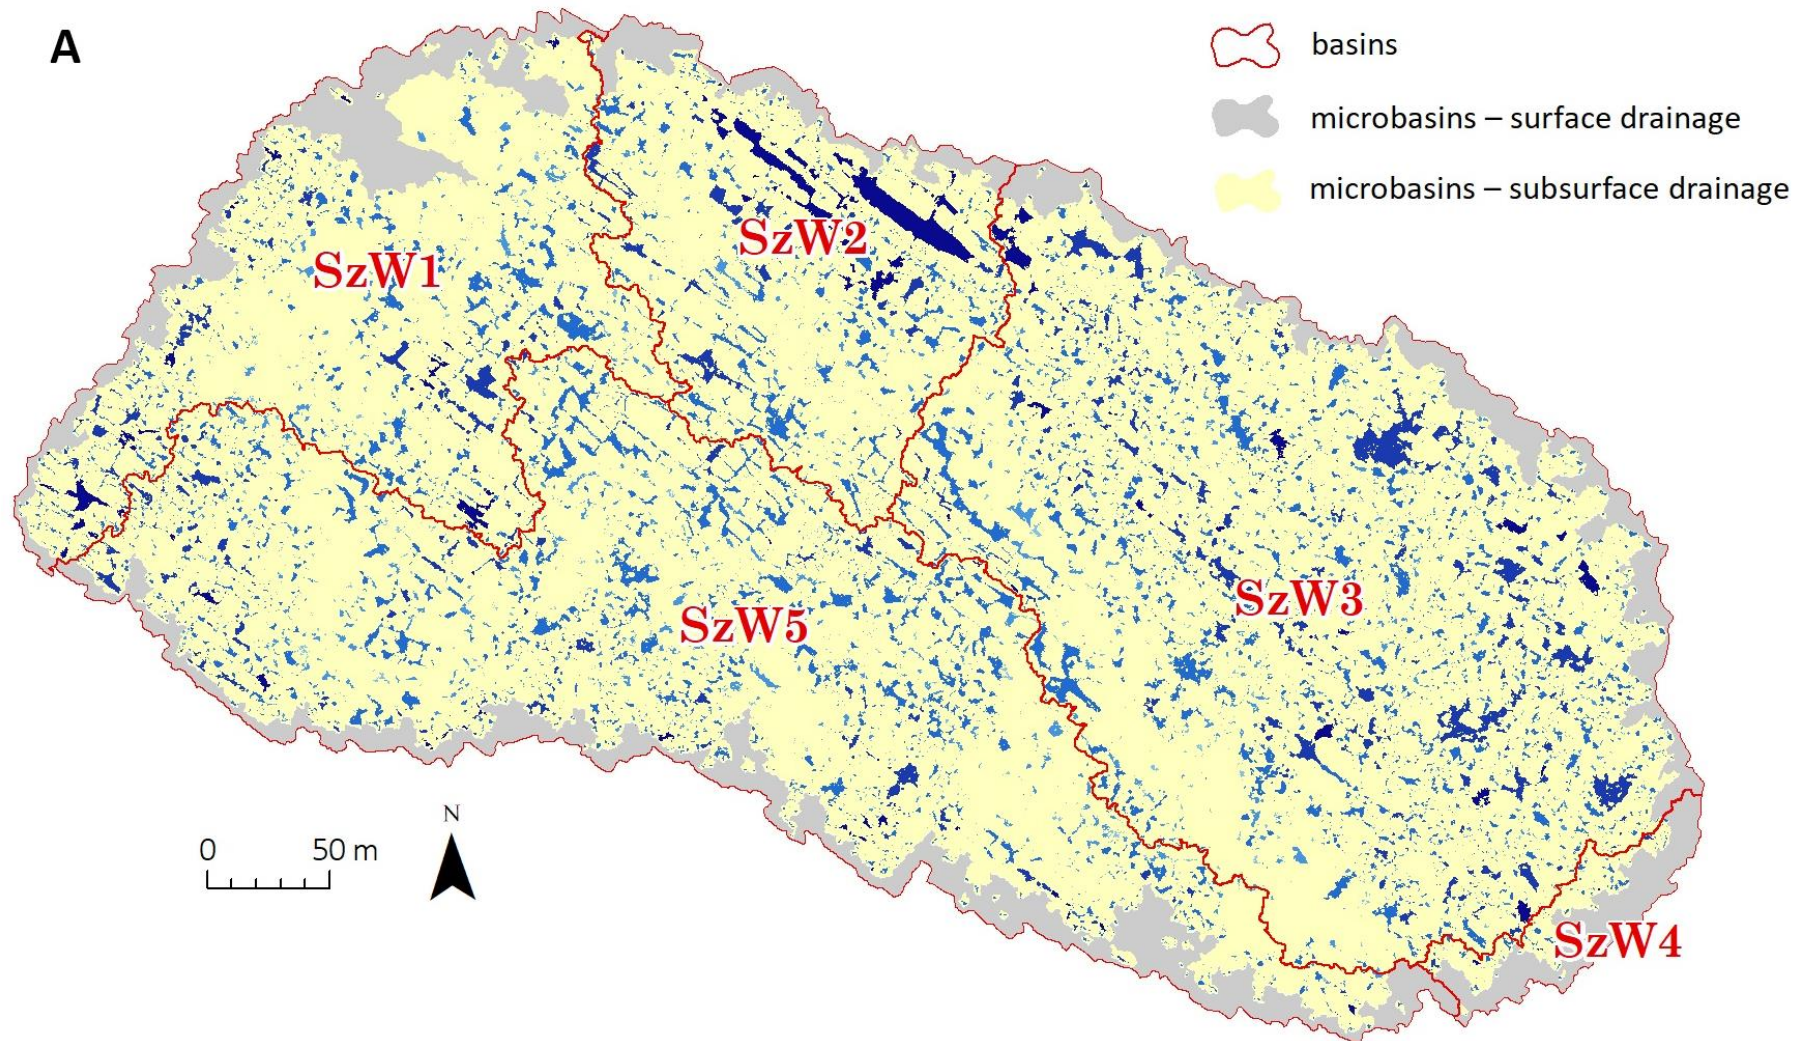 A
basins
microbasins – surface drainage
microbasins – subsurface drainage
SzW1
SzW2
SzW3
SzW5
SzW4
N
0 50 m